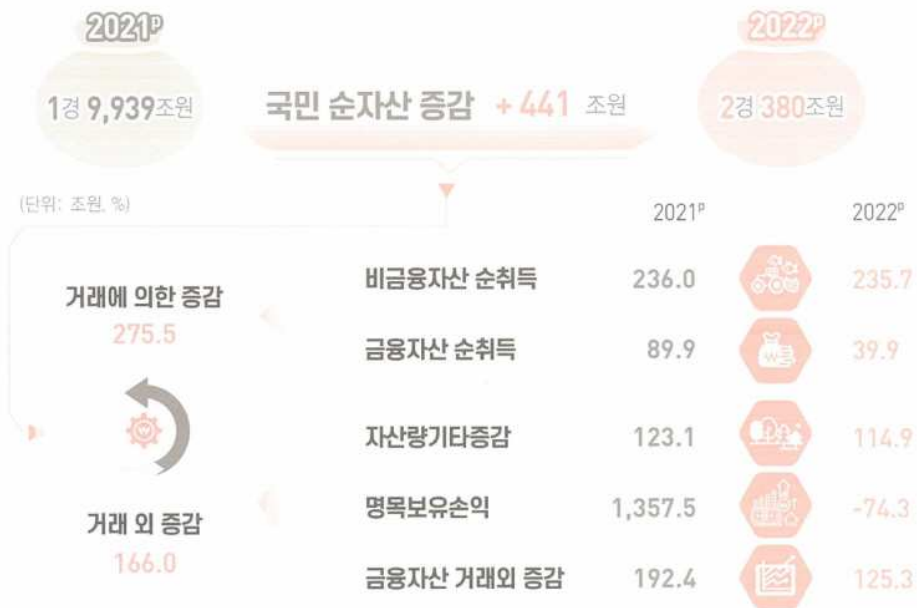 2021ᵖ
2022ᵖ
1경 9,939조원
국민 순자산 증감 +441 조원
2경 380조원
(단위: 조원, %)
2021ᵖ
2022ᵖ
거래에 의한 증감
275.5
비금융자산 순취득 236.0 235.7
금융자산 순취득 89.9 39.9
자산량기타증감 123.1 114.9
명목보유손익 1,357.5 -74.3
거래 외 증감
166.0
금융자산 거래외 증감 192.4 125.3